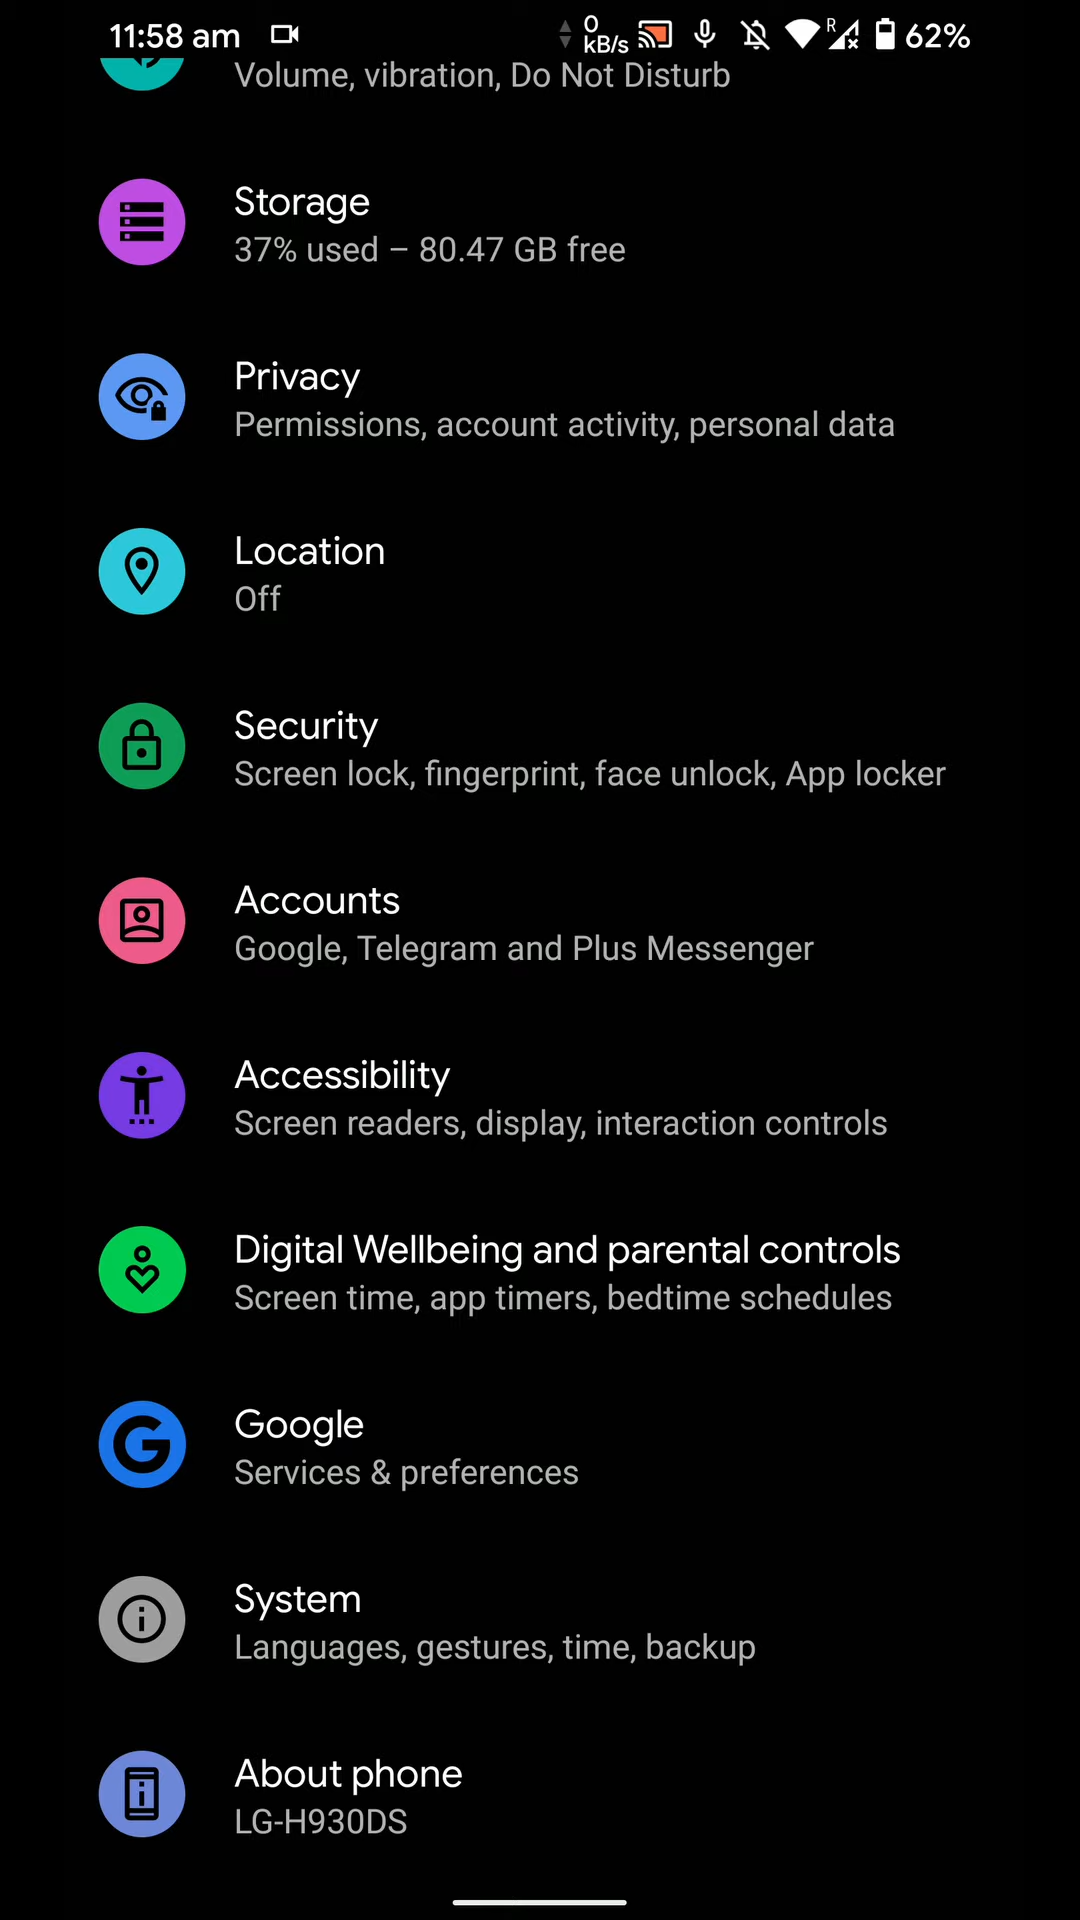 11:58 am 0 kB/s R 62%
Volume, vibration, Do Not Disturb
Storage
37% used – 80.47 GB free
Privacy
Permissions, account activity, personal data
Location
Off
Security
Screen lock, fingerprint, face unlock, App locker
Accounts
Google, Telegram and Plus Messenger
Accessibility
Screen readers, display, interaction controls
Digital Wellbeing and parental controls
Screen time, app timers, bedtime schedules
Google
Services & preferences
System
Languages, gestures, time, backup
About phone
LG-H930DS